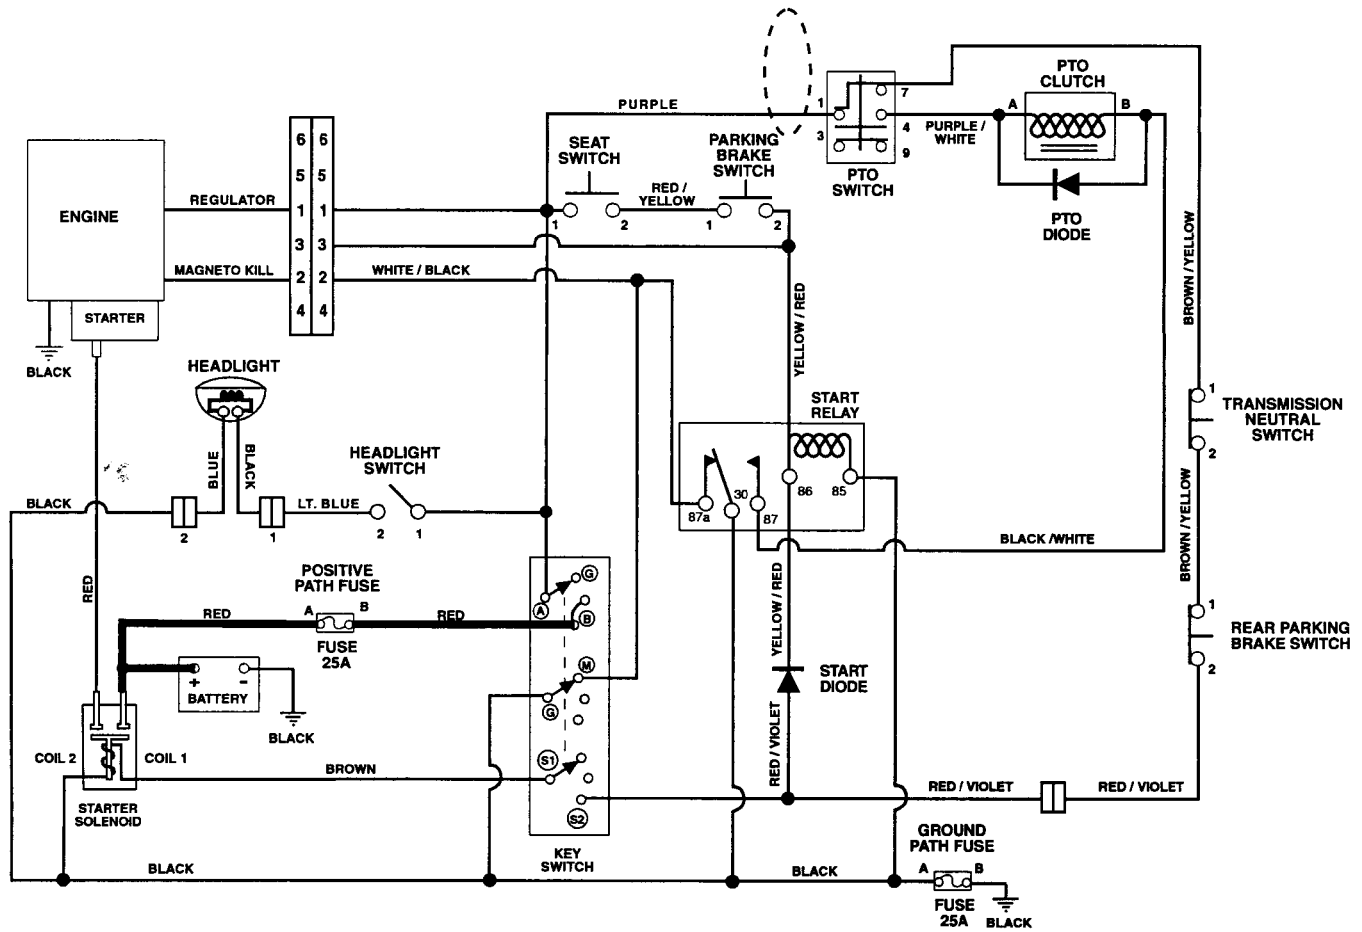 PTO
CLUTCH
A
B
PURPLE
1
7
4
PURPLE /
WHITE
3
9
PTO
SWITCH
PTO
DIODE
SEAT
SWITCH
PARKING
BRAKE
SWITCH
RED /
YELLOW
1
2
1
2
ENGINE
REGULATOR
MAGNETO KILL
6 6
5 5
1 1
3 3
2 2
4 4
WHITE / BLACK
STARTER
BLACK
BROWN / YELLOW
YELLOW / RED
HEADLIGHT
BLUE
BLACK
HEADLIGHT
SWITCH
LT. BLUE
2
1
BLACK
2
1
START
RELAY
30
86
85
87a
87
BLACK /WHITE
1
TRANSMISSION
NEUTRAL
SWITCH
2
BROWN / YELLOW
1
REAR PARKING
BRAKE SWITCH
2
RED
POSITIVE
PATH FUSE
A
B
RED
RED
FUSE
25A
+
-
BATTERY
BLACK
G
A
B
M
G
S1
S2
KEY
SWITCH
YELLOW / RED
START
DIODE
RED / VIOLET
COIL 2
COIL 1
STARTER
SOLENOID
BROWN
RED / VIOLET
RED / VIOLET
BLACK
BLACK
GROUND
PATH FUSE
A
B
FUSE
25A
BLACK